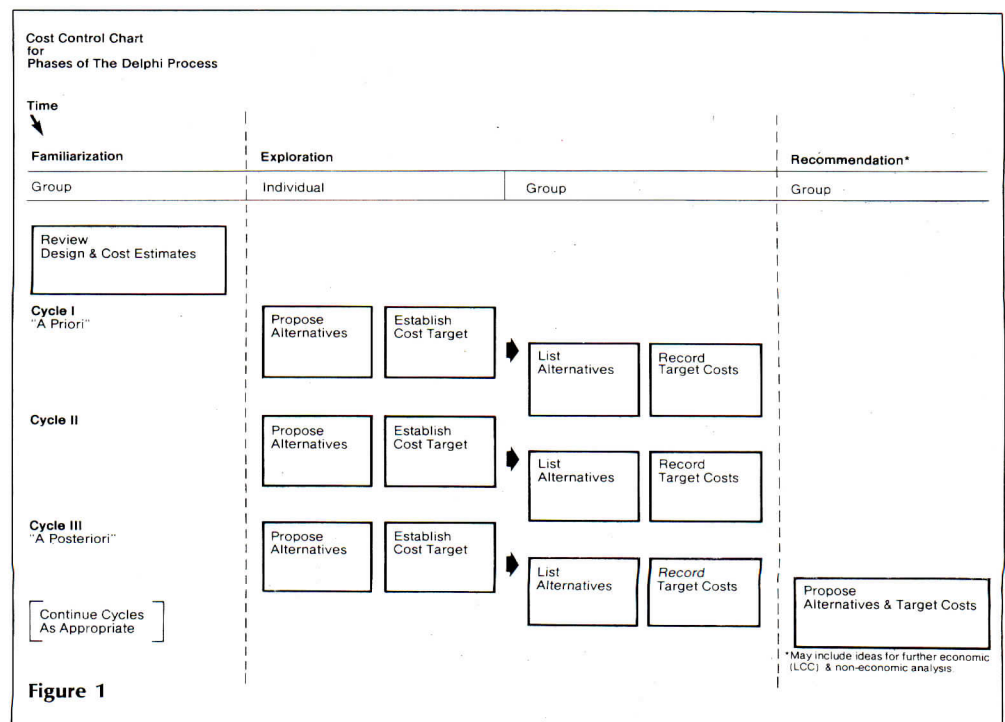 Cost Control Chart
for
Phases of The Delphi Process
Time
Familiarization
Exploration
Recommendation*
Group
Individual
Group
Group
Review
Design & Cost Estimates
Cycle I
"A Priori"
Propose
Alternatives
Establish
Cost Target
List
Alternatives
Record
Target Costs
Cycle II
Propose
Alternatives
Establish
Cost Target
List
Alternatives
Record
Target Costs
Cycle III
"A Posteriori"
Propose
Alternatives
Establish
Cost Target
List
Alternatives
Record
Target Costs
Continue Cycles
As Appropriate
Propose
Alternatives & Target Costs
*May include ideas for further economic
(LCC) & non-economic analysis.
Figure 1